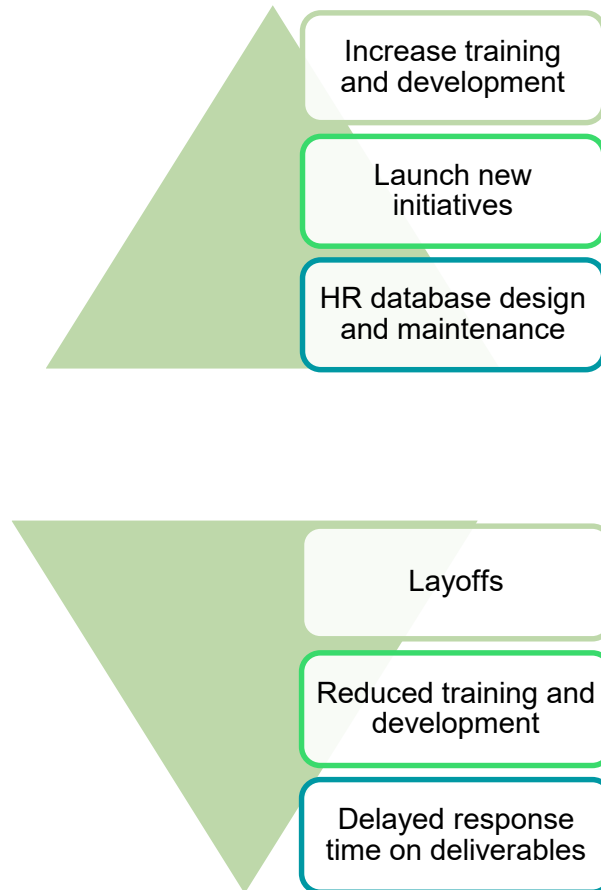 Increase training
and development
Launch new
initiatives
HR database design
and maintenance
Layoffs
Reduced training and
development
Delayed response
time on deliverables